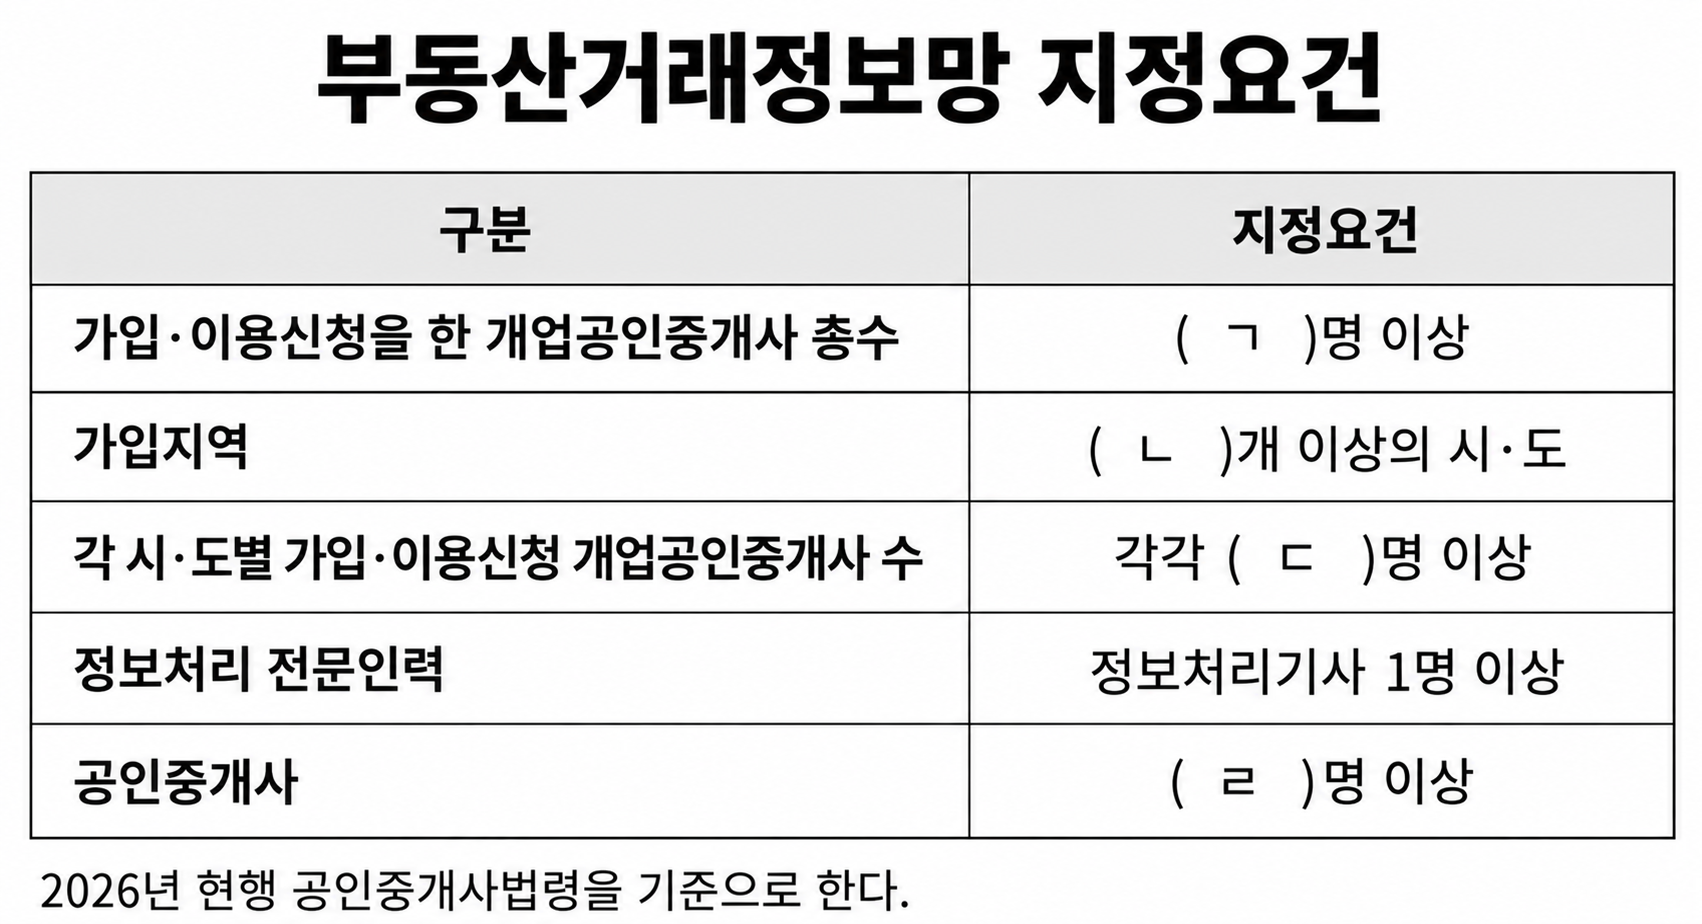 부동산거래정보망 지정요건
구분 지정요건
가입·이용신청을 한 개업공인중개사 총수 ( ㄱ )명 이상
가입지역 ( ㄴ )개 이상의 시·도
각 시·도별 가입·이용신청 개업공인중개사 수 각각 ( ㄷ )명 이상
정보처리 전문인력 정보처리기사 1명 이상
공인중개사 ( ㄹ )명 이상
2026년 현행 공인중개사법령을 기준으로 한다.